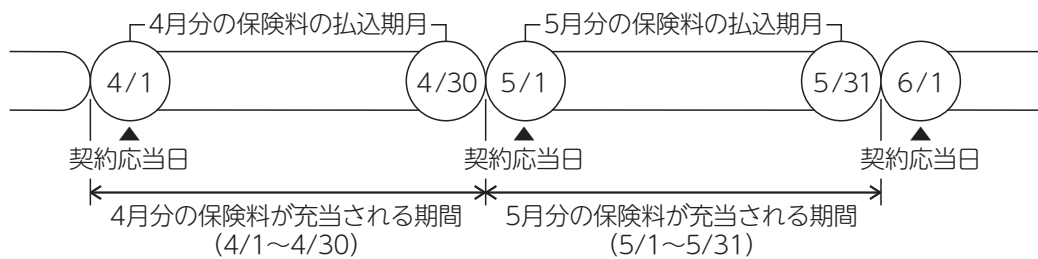 4月分の保険料の払込期月 5月分の保険料の払込期月
4/1 4/30 5/1 5/31 6/1
▲ ▲ ▲
契約応当日 契約応当日 契約応当日
4月分の保険料が充当される期間 5月分の保険料が充当される期間
(4/1〜4/30) (5/1〜5/31)